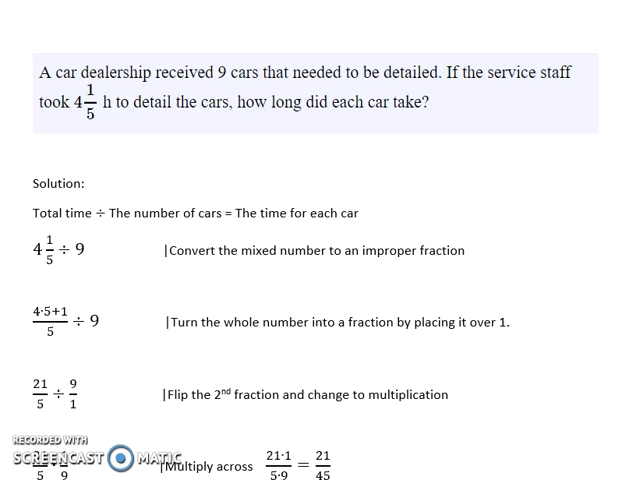 A car dealership received 9 cars that needed to be detailed. If the service staff
took 4 1/5 h to detail the cars, how long did each car take?
Solution:
Total time ÷ The number of cars = The time for each car
4 1/5 ÷ 9 |Convert the mixed number to an improper fraction
4·5+1/5 ÷ 9 |Turn the whole number into a fraction by placing it over 1.
21/5 ÷ 9/1 |Flip the 2nd fraction and change to multiplication
RECORDED WITH
SCREENCAST MATIC
5 9 |Multiply across 21·1/5·9 = 21/45